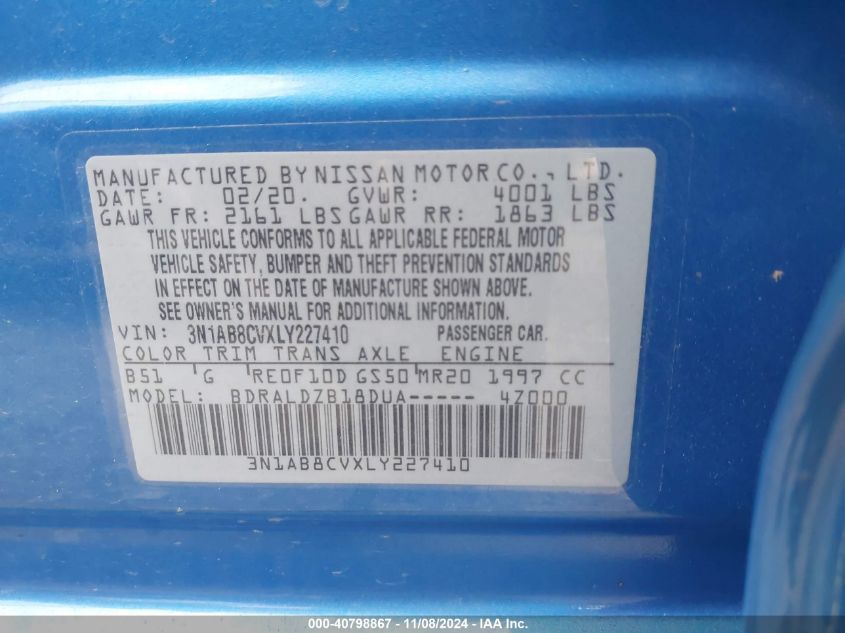 MANUFACTURED BY NISSAN MOTOR CO., LTD.
DATE: 02/20. GVWR: 4001 LBS
GAWR FR: 2161 LBS GAWR RR: 1863 LBS
THIS VEHICLE CONFORMS TO ALL APPLICABLE FEDERAL MOTOR
VEHICLE SAFETY, BUMPER AND THEFT PREVENTION STANDARDS
IN EFFECT ON THE DATE OF MANUFACTURE SHOWN ABOVE.
SEE OWNER'S MANUAL FOR ADDITIONAL INFORMATION.
VIN: 3N1AB8CVXLY227410 PASSENGER CAR.
COLOR TRIM TRANS AXLE ENGINE
B51 G RE0F10D GS50 MR20 1997 CC
MODEL: BDRALDZB18DUA----- 4Z000
3N1AB8CVXLY227410
000-40798867 - 11/08/2024 - IAA Inc.